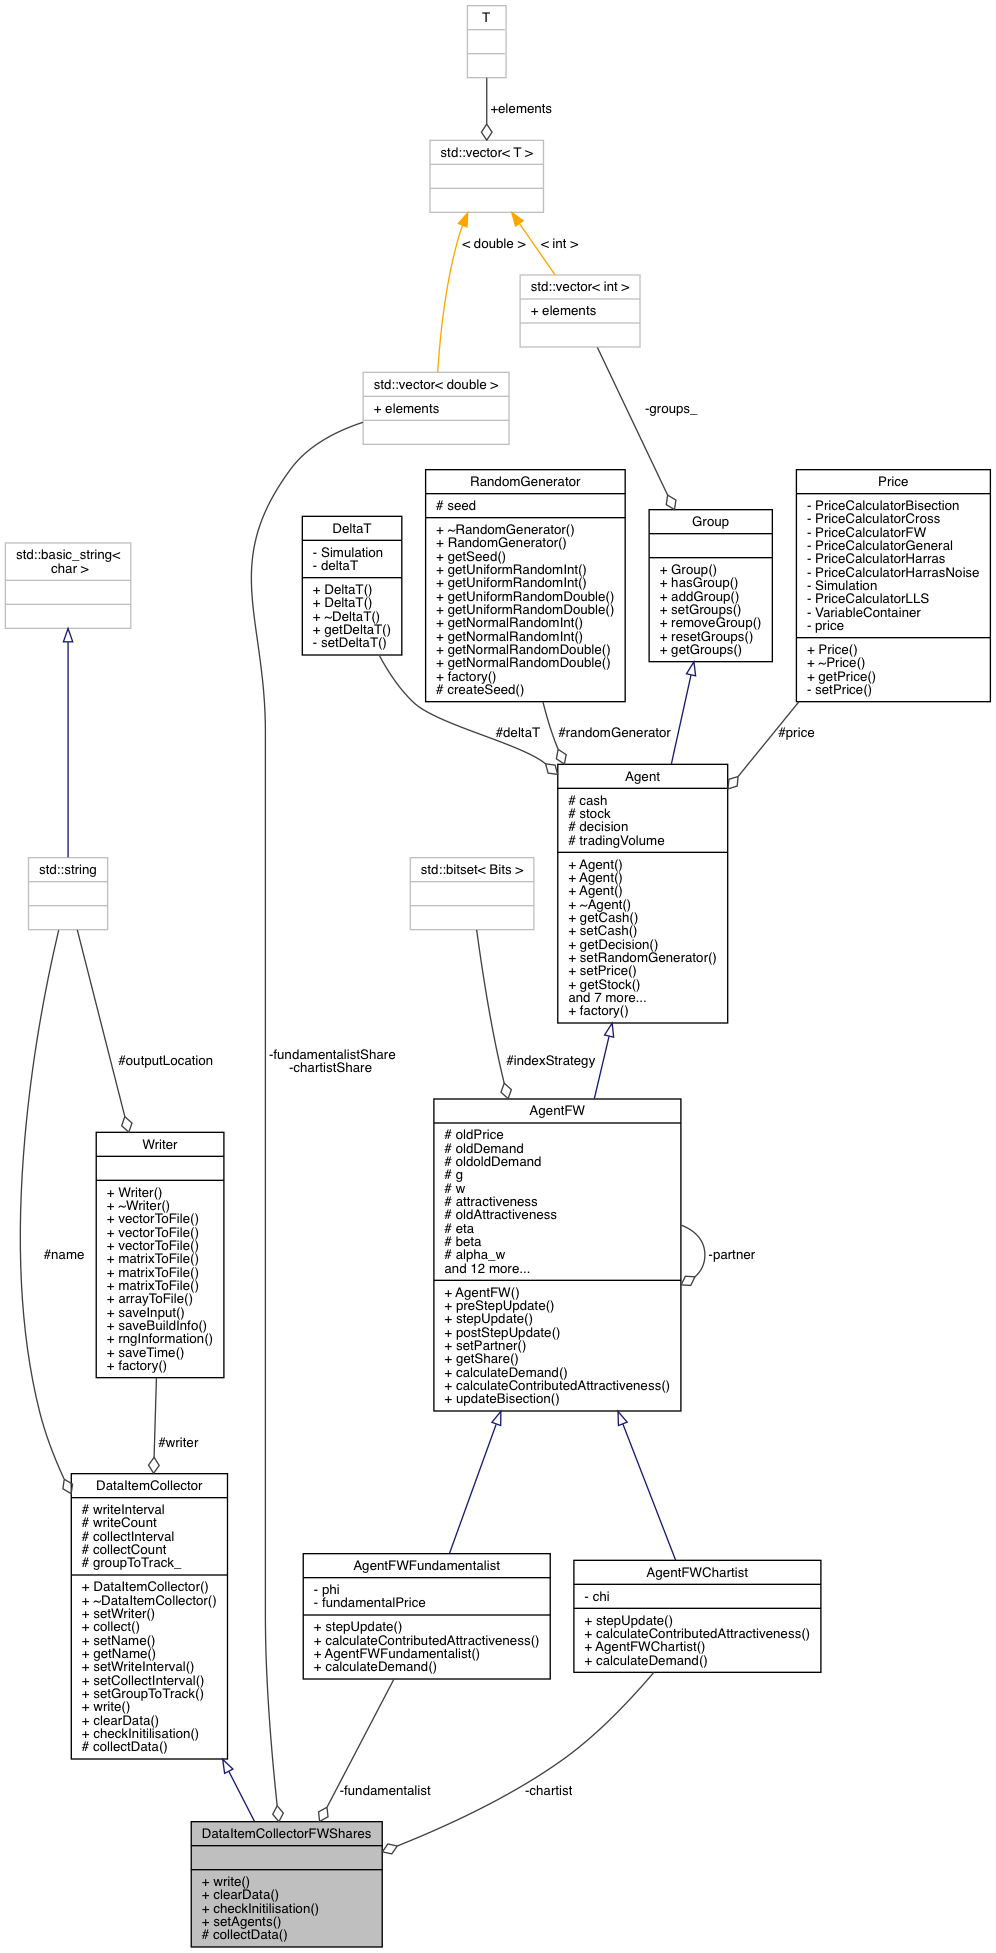 T
+elements
std::vector< T >
< double >
< int >
std::vector< int >
+ elements
std::vector< double >
+ elements
-groups_
RandomGenerator
# seed
+ ~RandomGenerator()
+ RandomGenerator()
+ getSeed()
+ getUniformRandomInt()
+ getUniformRandomInt()
+ getUniformRandomDouble()
+ getUniformRandomDouble()
+ getNormalRandomInt()
+ getNormalRandomInt()
+ getNormalRandomDouble()
+ getNormalRandomDouble()
+ factory()
# createSeed()
Price
- PriceCalculatorBisection
- PriceCalculatorCross
- PriceCalculatorFW
- PriceCalculatorGeneral
- PriceCalculatorHarras
- PriceCalculatorHarrasNoise
- Simulation
- PriceCalculatorLLS
- VariableContainer
- price
+ Price()
+ ~Price()
+ getPrice()
- setPrice()
Group
+ Group()
+ hasGroup()
+ addGroup()
+ setGroups()
+ removeGroup()
+ resetGroups()
+ getGroups()
DeltaT
- Simulation
- deltaT
+ DeltaT()
+ DeltaT()
+ ~DeltaT()
+ getDeltaT()
- setDeltaT()
std::basic_string<
char >
#deltaT
#randomGenerator
#price
Agent
# cash
# stock
# decision
# tradingVolume
+ Agent()
+ Agent()
+ Agent()
+ ~Agent()
+ getCash()
+ setCash()
+ getDecision()
+ setRandomGenerator()
+ setPrice()
+ getStock()
and 7 more...
+ factory()
std::string
std::bitset< Bits >
#outputLocation
-fundamentalistShare
-chartistShare
#indexStrategy
AgentFW
# oldPrice
# oldDemand
# oldoldDemand
# g
# w
# attractiveness
# oldAttractiveness
# eta
# beta
# alpha_w
and 12 more...
+ AgentFW()
+ preStepUpdate()
+ stepUpdate()
+ postStepUpdate()
+ setPartner()
+ getShare()
+ calculateDemand()
+ calculateContributedAttractiveness()
+ updateBisection()
-partner
Writer
+ Writer()
+ ~Writer()
+ vectorToFile()
+ vectorToFile()
+ vectorToFile()
+ matrixToFile()
+ matrixToFile()
+ matrixToFile()
+ arrayToFile()
+ saveInput()
+ saveBuildInfo()
+ rngInformation()
+ saveTime()
+ factory()
#name
#writer
DataItemCollector
# writeInterval
# writeCount
# collectInterval
# collectCount
# groupToTrack_
+ DataItemCollector()
+ ~DataItemCollector()
+ setWriter()
+ collect()
+ setName()
+ getName()
+ setWriteInterval()
+ setCollectInterval()
+ setGroupToTrack()
+ write()
+ clearData()
+ checkInitilisation()
# collectData()
AgentFWFundamentalist
- phi
- fundamentalPrice
+ stepUpdate()
+ calculateContributedAttractiveness()
+ AgentFWFundamentalist()
+ calculateDemand()
AgentFWChartist
- chi
+ stepUpdate()
+ calculateContributedAttractiveness()
+ AgentFWChartist()
+ calculateDemand()
-fundamentalist
-chartist
DataItemCollectorFWShares
+ write()
+ clearData()
+ checkInitilisation()
+ setAgents()
# collectData()